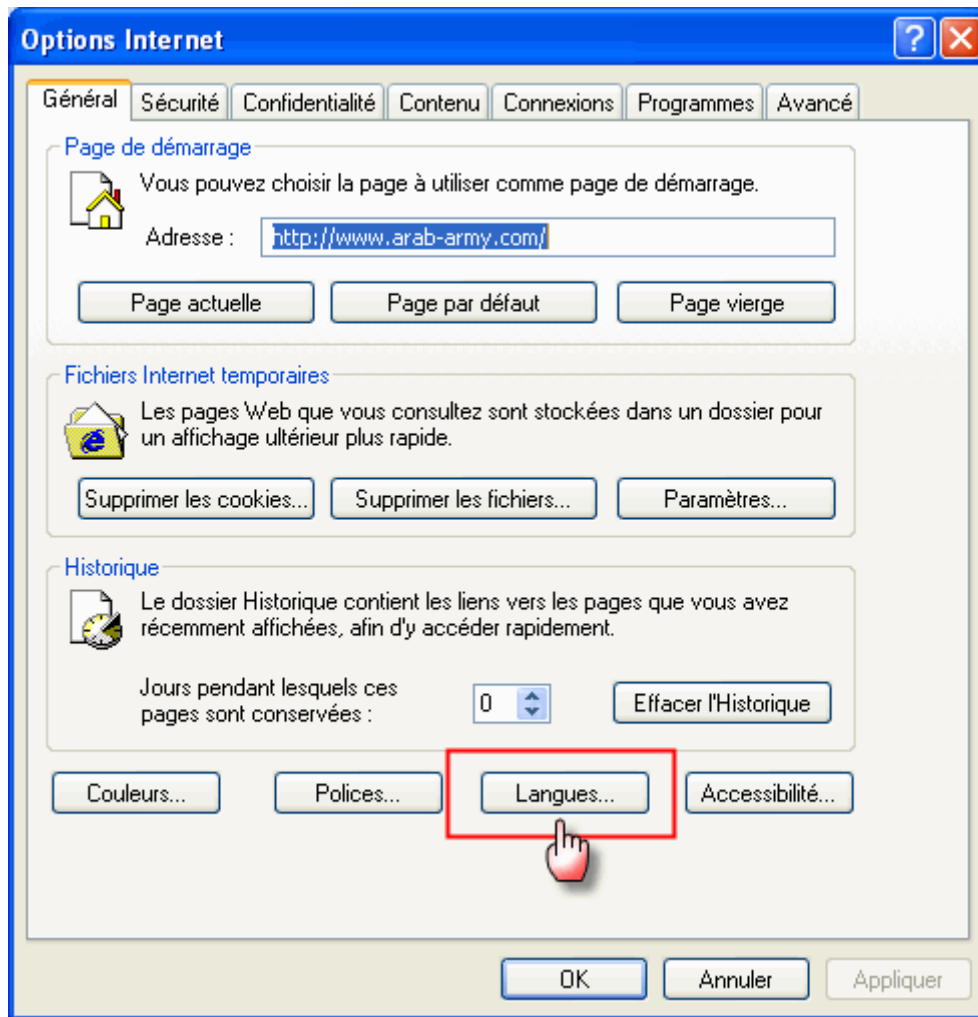 Options Internet
Général Sécurité Confidentialité Contenu Connexions Programmes Avancé
Page de démarrage
Vous pouvez choisir la page à utiliser comme page de démarrage.
Adresse : http://www.arab-army.com/
Page actuelle Page par défaut Page vierge
Fichiers Internet temporaires
Les pages Web que vous consultez sont stockées dans un dossier pour
un affichage ultérieur plus rapide.
Supprimer les cookies... Supprimer les fichiers... Paramètres...
Historique
Le dossier Historique contient les liens vers les pages que vous avez
récemment affichées, afin d'y accéder rapidement.
Jours pendant lesquels ces
pages sont conservées : 0 Effacer l'Historique
Couleurs... Polices... Langues... Accessibilité...
OK Annuler Appliquer